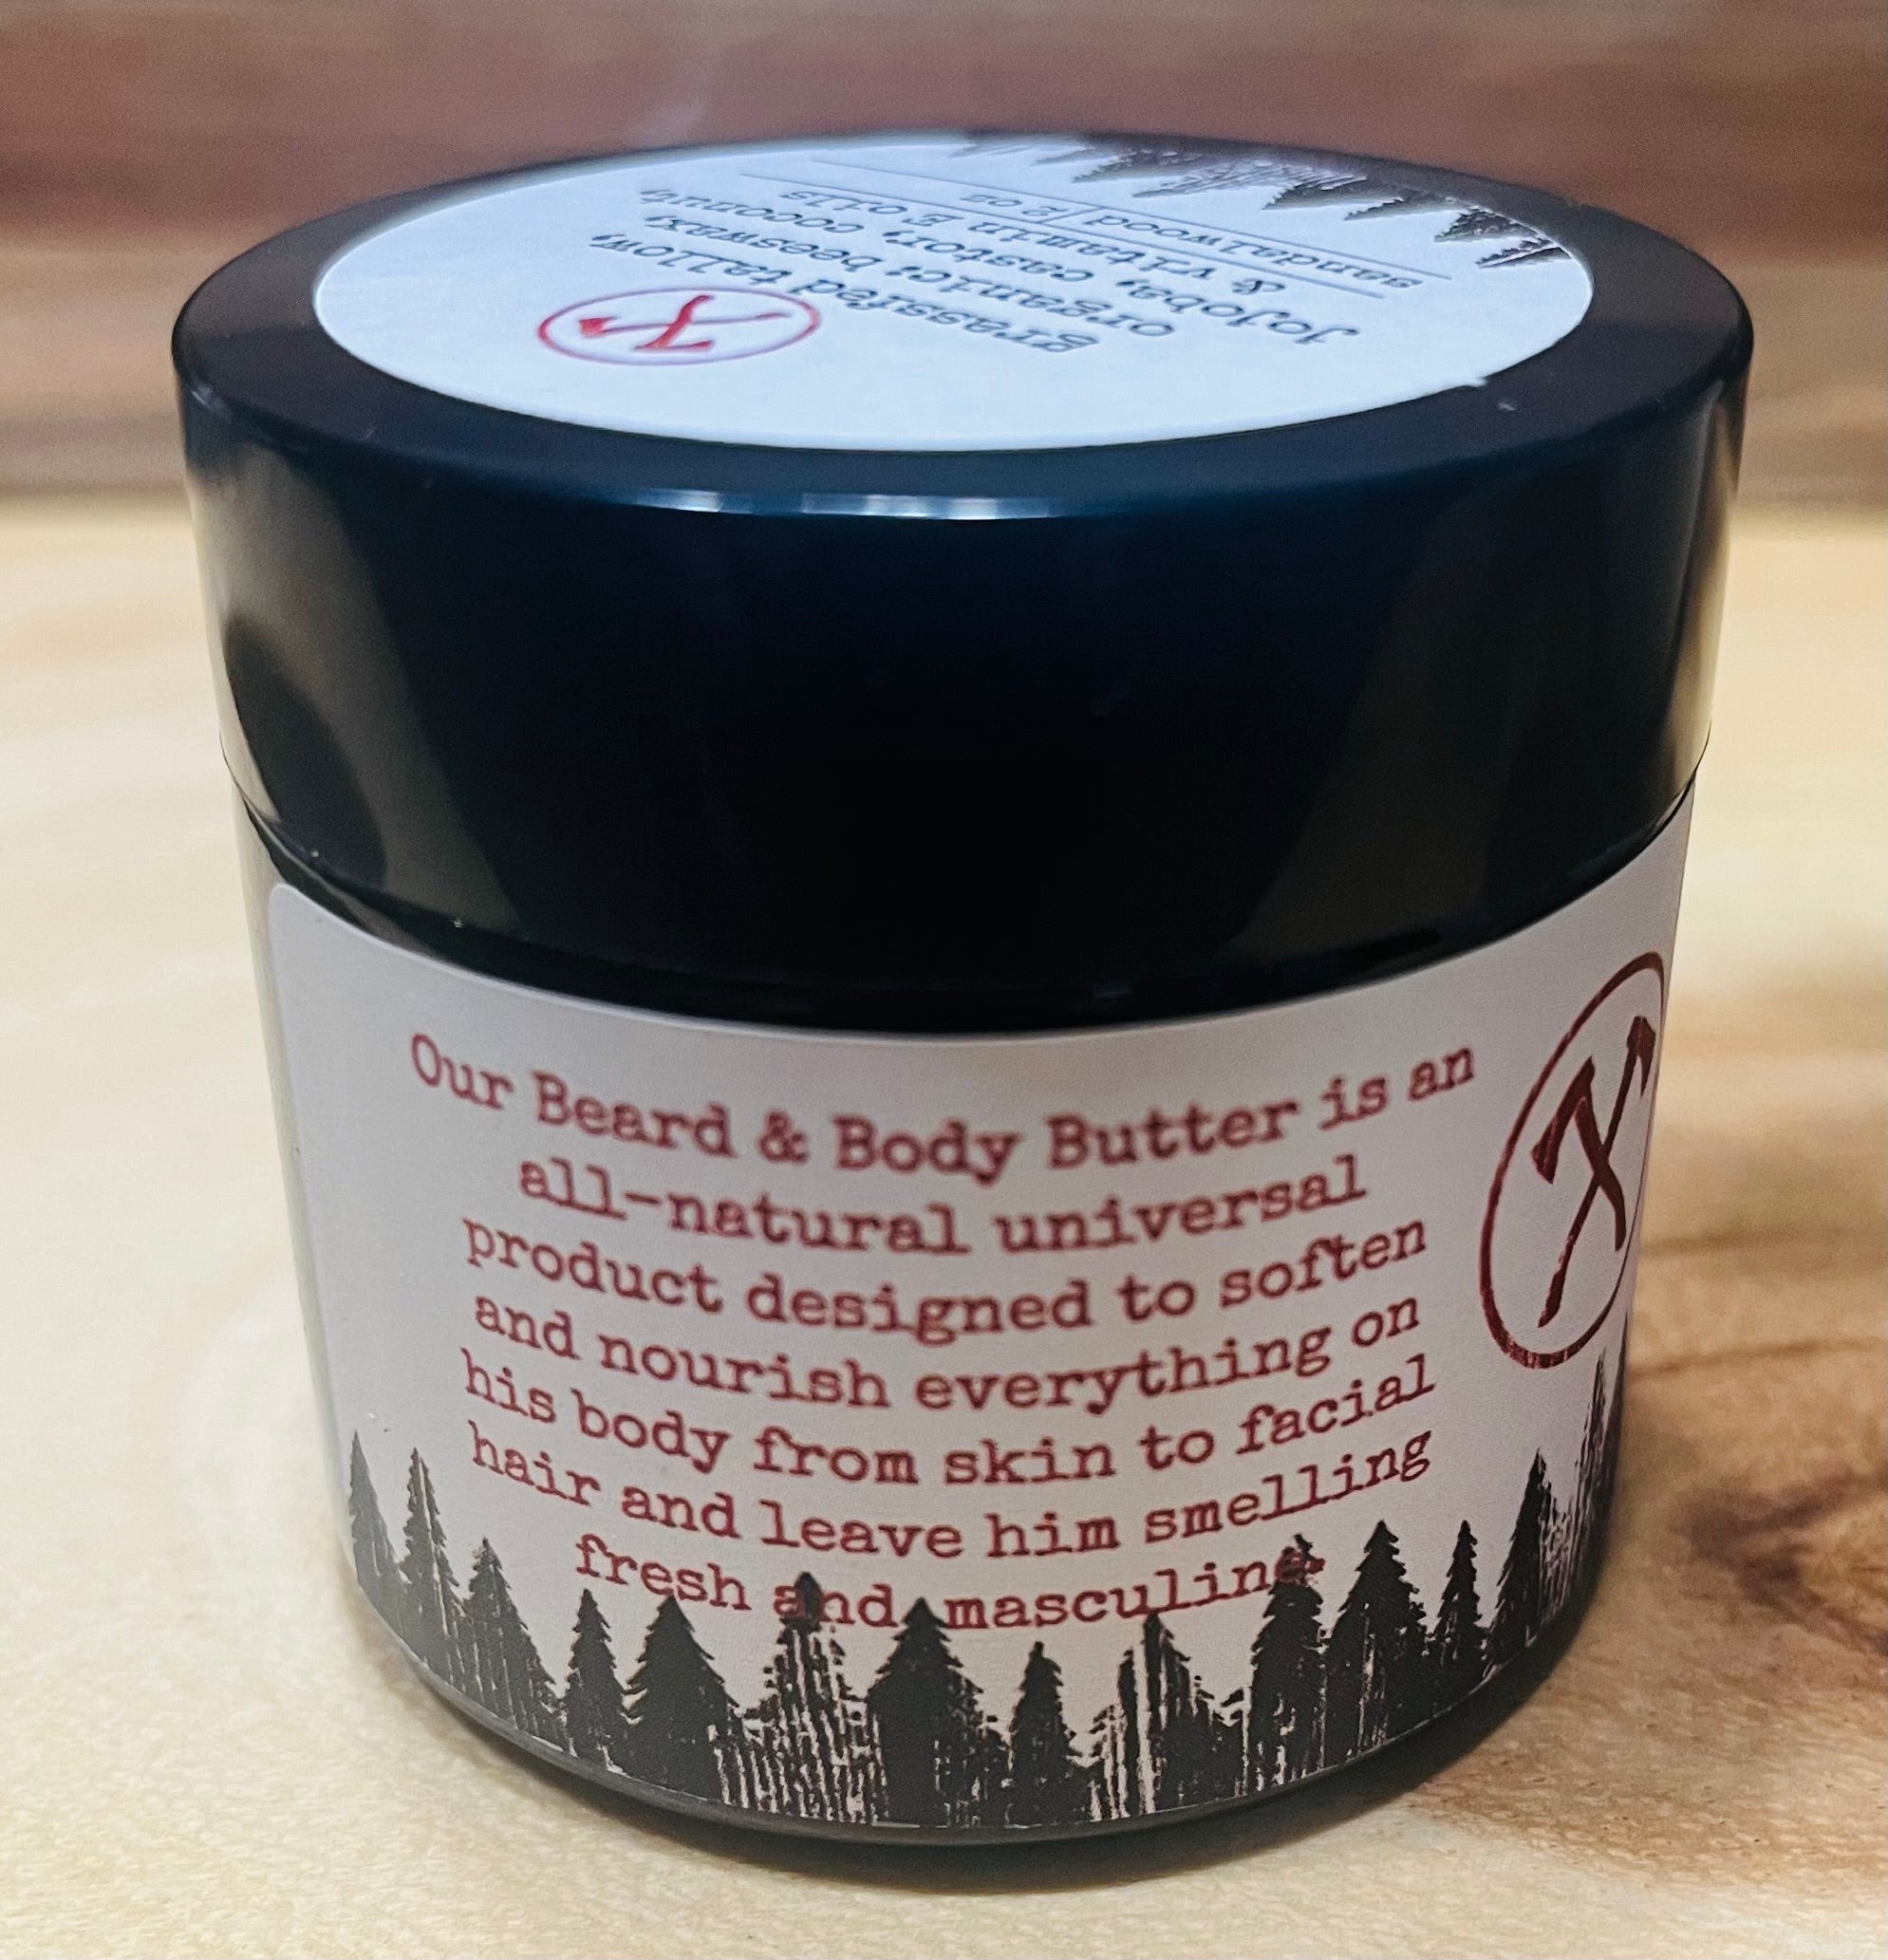 grassfed tallow,
organic beeswax,
jojoba, castor, coconut,
& vitamin E oils
sandalwood | 2 oz
Our Beard & Body Butter is an
all-natural universal
product designed to soften
and nourish everything on
his body from skin to facial
hair and leave him smelling
fresh and masculine.